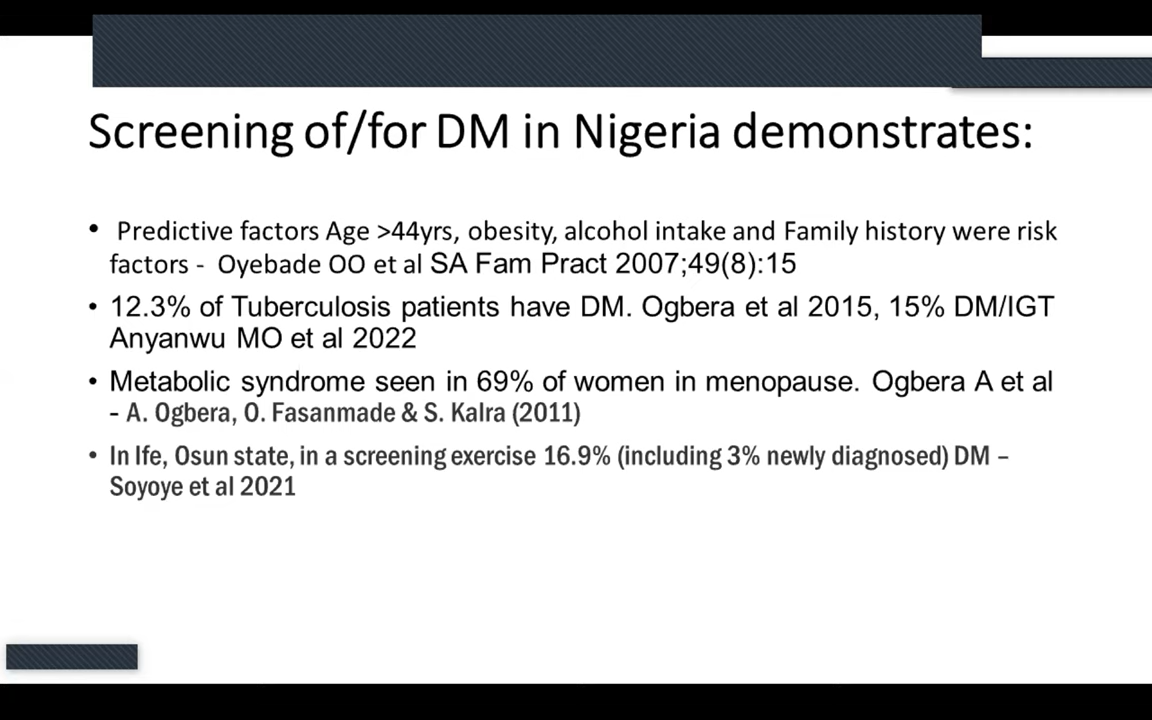 Screening of/for DM in Nigeria demonstrates:
• Predictive factors Age >44yrs, obesity, alcohol intake and Family history were risk
factors - Oyebade OO et al SA Fam Pract 2007;49(8):15
• 12.3% of Tuberculosis patients have DM. Ogbera et al 2015, 15% DM/IGT
Anyanwu MO et al 2022
• Metabolic syndrome seen in 69% of women in menopause. Ogbera A et al
- A. Ogbera, O. Fasanmade & S. Kalra (2011)
• In Ife, Osun state, in a screening exercise 16.9% (including 3% newly diagnosed) DM –
Soyoye et al 2021